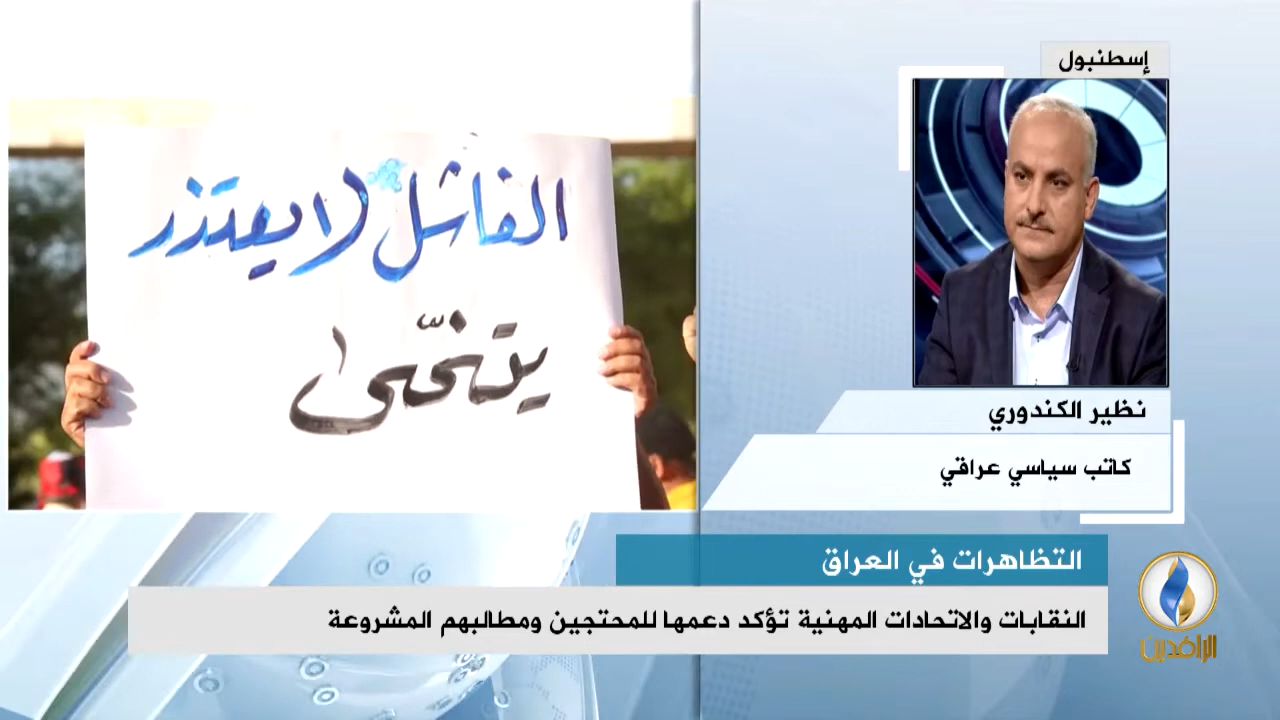 إسطنبول
الفاشل لا يعتذر
يتنحّى
نظير الكندوري
كاتب سياسي عراقي
التظاهرات في العراق
النقابات والاتحادات المهنية تؤكد دعمها للمحتجين ومطالبهم المشروعة
الرافدين